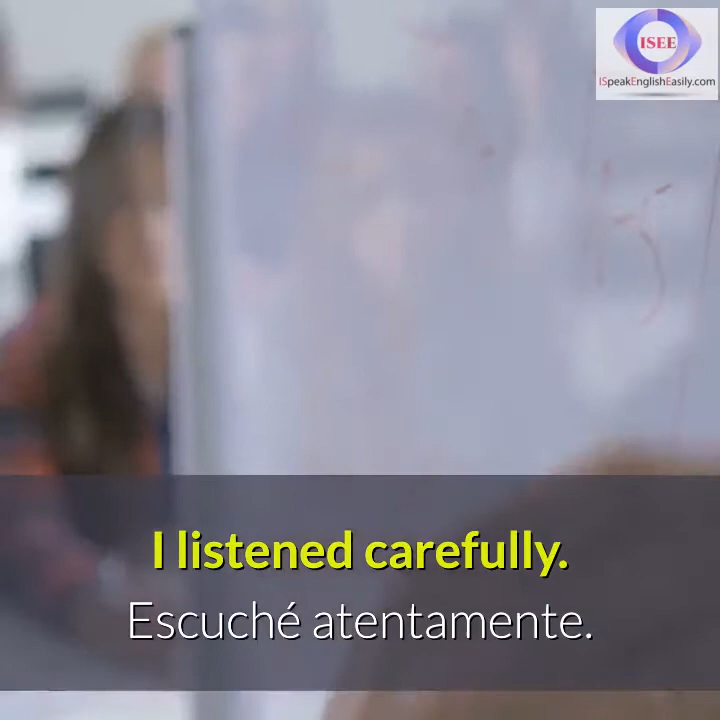 ISEE
ISpeakEnglishEasily.com
I listened carefully.
Escuché atentamente.